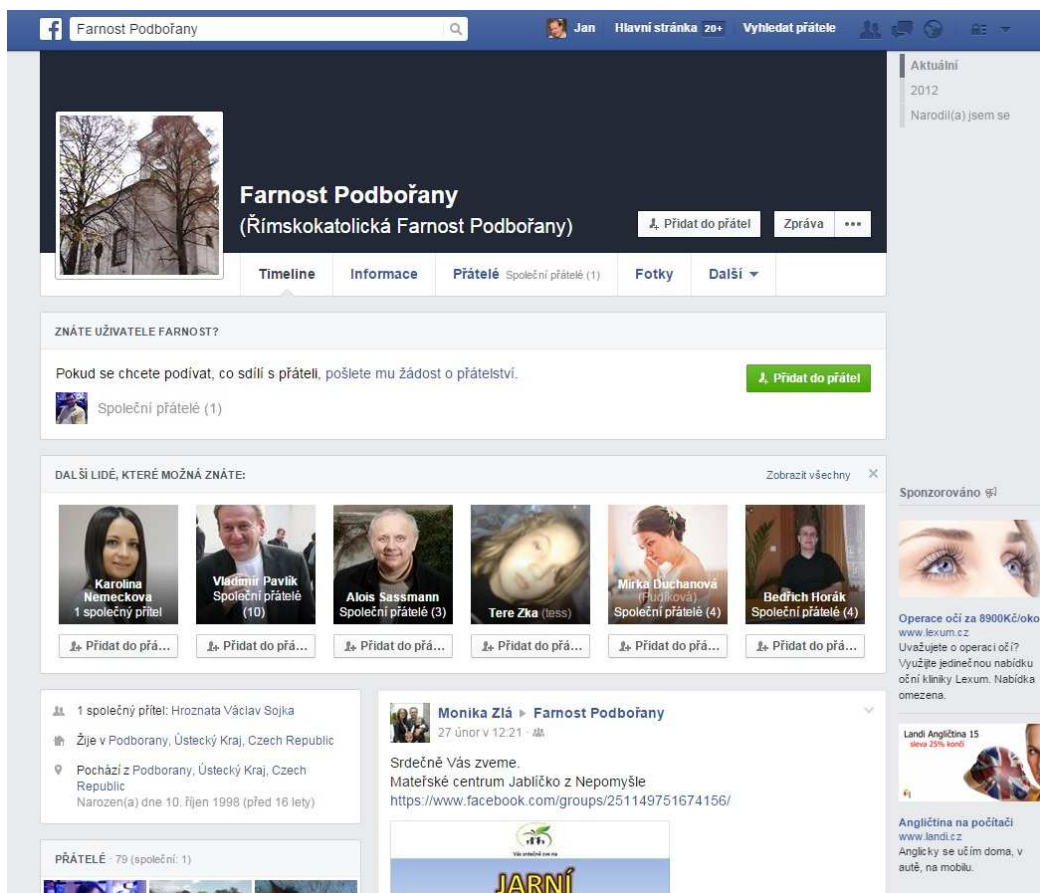 Farnost Podbořany
Jan
Hlavní stránka 20+
Vyhledat přátele
Aktuální
2012
Narodil(a) jsem se
Farnost Podbořany
(Římskokatolická Farnost Podbořany)
Přidat do přátel
Zpráva
Timeline
Informace
Přátelé Společní přátelé (1)
Fotky
Další
ZNÁTE UŽIVATELE FARNOST?
Pokud se chcete podívat, co sdílí s přáteli, pošlete mu žádost o přátelství.
Společní přátelé (1)
Přidat do přátel
DALŠÍ LIDÉ, KTERÉ MOŽNÁ ZNÁTE:
Zobrazit všechny
Karolina
Nemeckova
1 společný přítel
Přidat do přá...
Vladimír Pavlík
Společní přátelé
(10)
Přidat do přá...
Alois Sassmann
Společní přátelé (3)
Přidat do přá...
Tere Zka (tess)
Přidat do přá...
Mirka Duchanová
(Pudíková)
Společní přátelé (4)
Přidat do přá...
Bedřich Horák
Společní přátelé (4)
Přidat do přá...
Sponzorováno
Operace očí za 8900Kč/oko
www.lexum.cz
Uvažujete o operaci očí?
Využijte jedinečnou nabídku
oční kliniky Lexum. Nabídka
omezena.
Landi Angličtina 15
sleva 25% končí
Angličtina na počítači
www.landi.cz
Anglicky se učím doma, v
autě, na mobilu.
1 společný přítel: Hroznata Václav Sojka
Žije v Podborany, Ústecký Kraj, Czech Republic
Pochází z Podborany, Ústecký Kraj, Czech
Republic
Narozen(a) dne 10. říjen 1998 (před 16 lety)
PŘÁTELÉ · 79 (společní: 1)
Monika Zlá ▸ Farnost Podbořany
27 únor v 12:21 ·
Srdečně Vás zveme.
Mateřské centrum Jablíčko z Nepomyšle
https://www.facebook.com/groups/251149751674156/
Vás srdečně zve na
JARNÍ